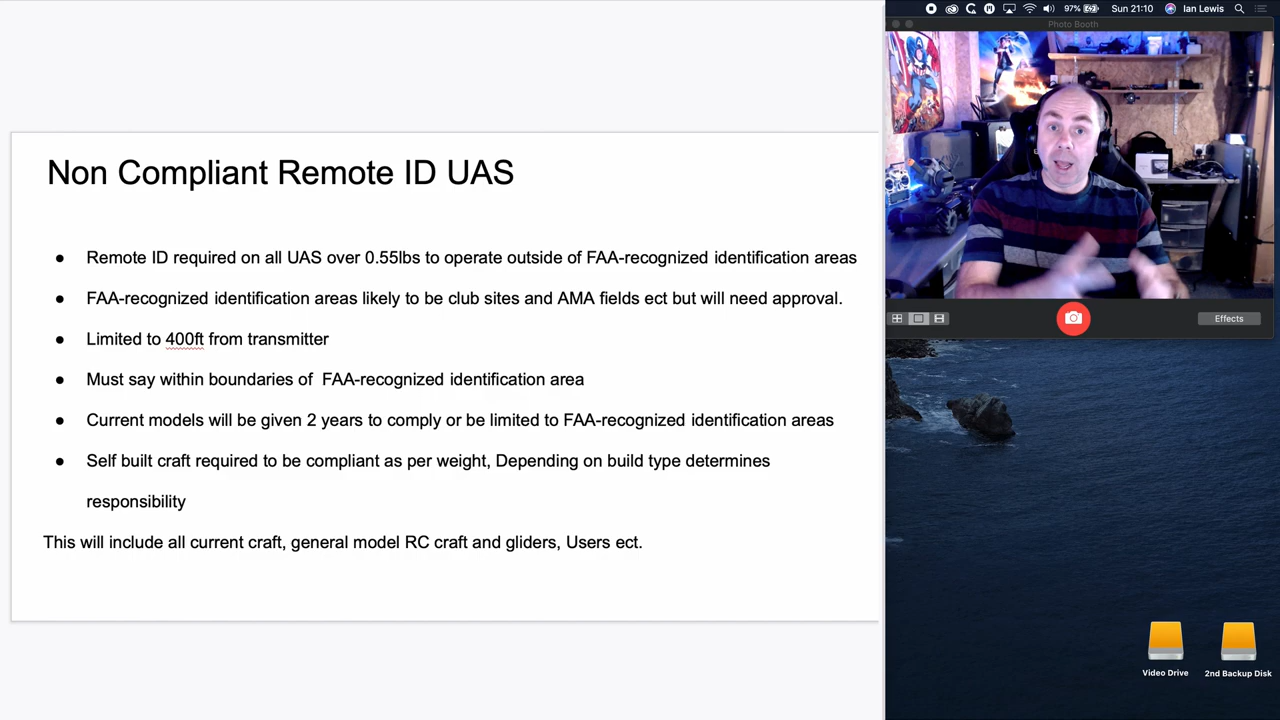 97%
Sun 21:10
Ian Lewis
Photo Booth
Non Compliant Remote ID UAS
● Remote ID required on all UAS over 0.55lbs to operate outside of FAA-recognized identification areas
● FAA-recognized identification areas likely to be club sites and AMA fields ect but will need approval.
● Limited to 400ft from transmitter
● Must say within boundaries of FAA-recognized identification area
● Current models will be given 2 years to comply or be limited to FAA-recognized identification areas
● Self built craft required to be compliant as per weight, Depending on build type determines
responsibility
This will include all current craft, general model RC craft and gliders, Users ect.
Effects
Video Drive
2nd Backup Disk